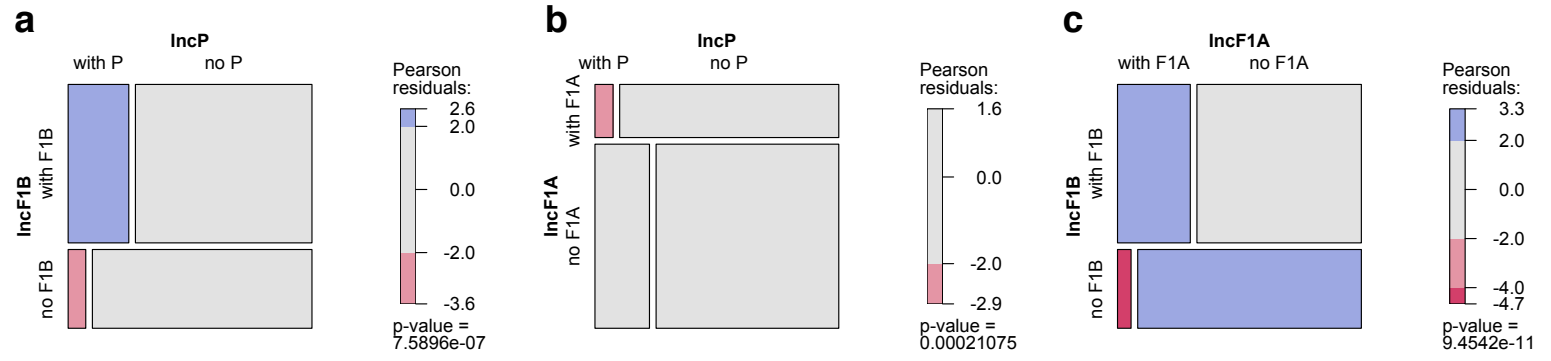 a
IncP
with P no P
IncF1B
with F1B
no F1B
Pearson
residuals:
2.6
2.0
0.0
-2.0
-3.6
p-value =
7.5896e-07
b
IncP
with P no P
IncF1A
with F1A
no F1A
Pearson
residuals:
1.6
0.0
-2.0
-2.9
p-value =
0.00021075
c
IncF1A
with F1A no F1A
IncF1B
with F1B
no F1B
Pearson
residuals:
3.3
2.0
0.0
-2.0
-4.0
-4.7
p-value =
9.4542e-11